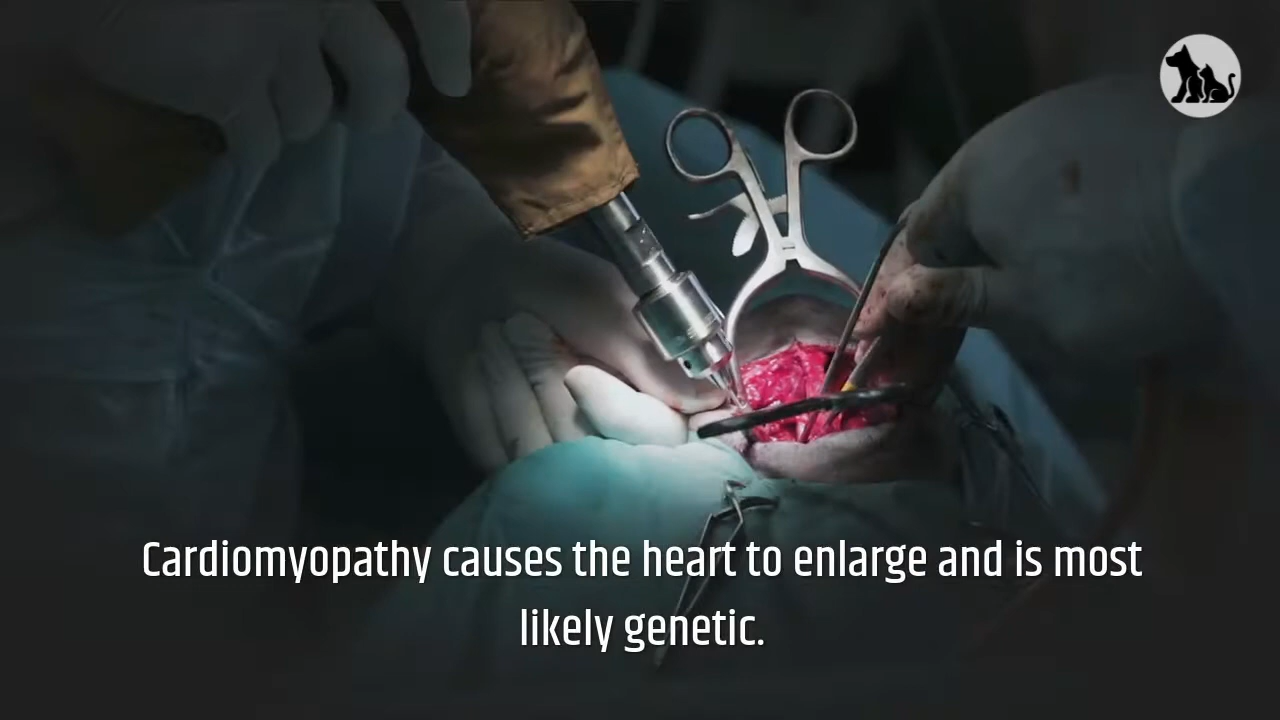 Cardiomyopathy causes the heart to enlarge and is most
likely genetic.